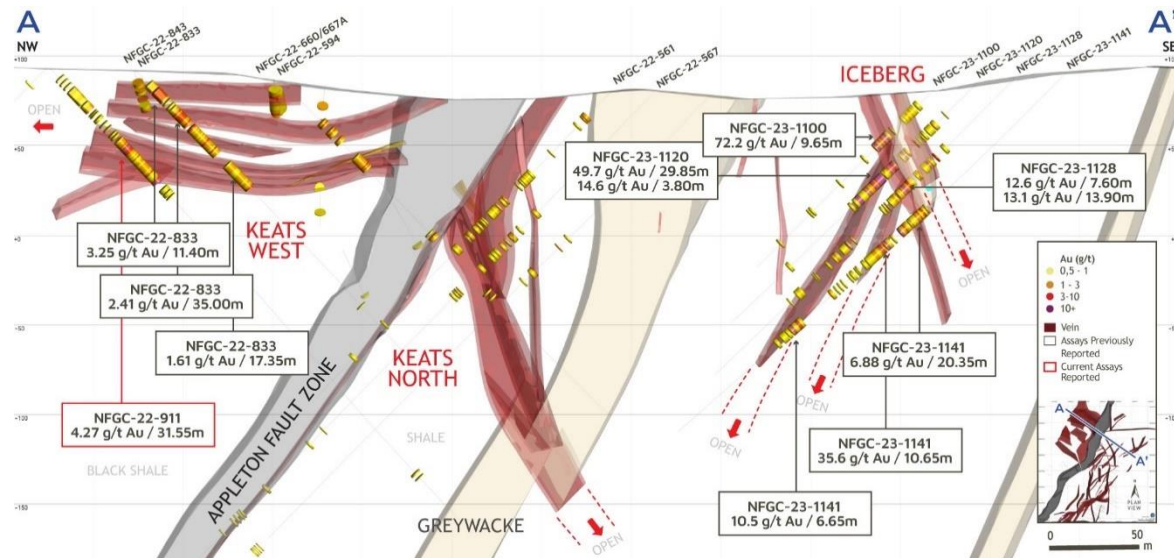 A
NW
A'
SE
NFGC-22-843
NFGC-22-833
NFGC-22-660/667A
NFGC-22-594
NFGC-22-561
NFGC-22-567
NFGC-23-1100
NFGC-23-1120
NFGC-23-1128
NFGC-23-1141
+100
+50
+0
-50
-100
-150
OPEN
ICEBERG
NFGC-23-1100
72.2 g/t Au / 9.65m
NFGC-23-1120
49.7 g/t Au / 29.85m
14.6 g/t Au / 3.80m
NFGC-23-1128
12.6 g/t Au / 7.60m
13.1 g/t Au / 13.90m
KEATS
WEST
NFGC-22-833
3.25 g/t Au / 11.40m
NFGC-22-833
2.41 g/t Au / 35.00m
NFGC-22-833
1.61 g/t Au / 17.35m
NFGC-22-911
4.27 g/t Au / 31.55m
BLACK SHALE
APPLETON FAULT ZONE
KEATS
NORTH
SHALE
GREYWACKE
OPEN
OPEN
OPEN
OPEN
NFGC-23-1141
6.88 g/t Au / 20.35m
NFGC-23-1141
35.6 g/t Au / 10.65m
NFGC-23-1141
10.5 g/t Au / 6.65m
Au (g/t)
0,5 - 1
1 - 3
3-10
10+
Vein
Assays Previously
Reported
Current Assays
Reported
A
A'
PLAN
VIEW
0 50
m